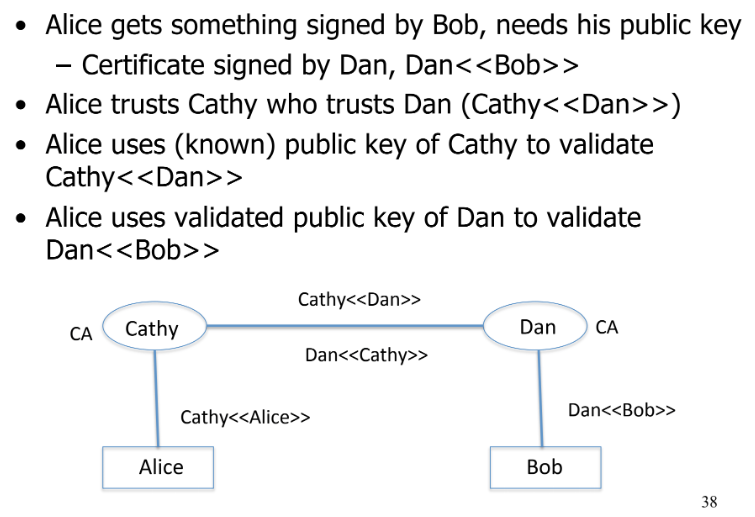 • Alice gets something signed by Bob, needs his public key
– Certificate signed by Dan, Dan<<Bob>>
• Alice trusts Cathy who trusts Dan (Cathy<<Dan>>)
• Alice uses (known) public key of Cathy to validate
Cathy<<Dan>>
• Alice uses validated public key of Dan to validate
Dan<<Bob>>
Cathy<<Dan>>
CA Cathy Dan CA
Dan<<Cathy>>
Cathy<<Alice>> Dan<<Bob>>
Alice Bob
38